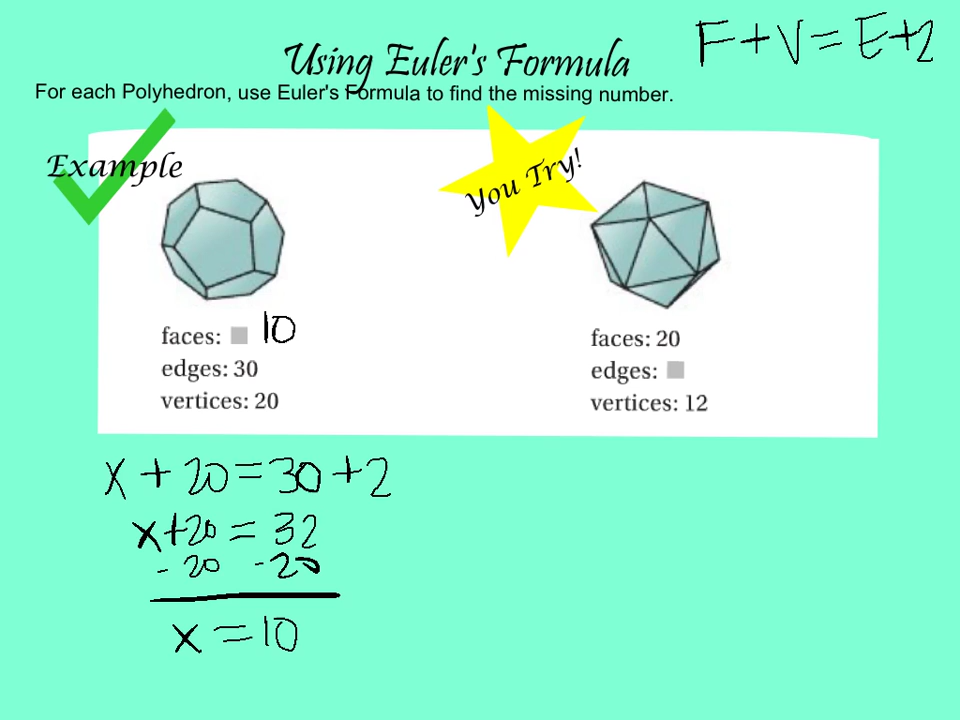 F+V=E+2
Using Euler's Formula
For each Polyhedron, use Euler's Formula to find the missing number.
Example
You Try!
faces: 10
edges: 30
vertices: 20
faces: 20
edges:
vertices: 12
x + 20 = 30 + 2
x+20 = 32
- 20 -20
x = 10